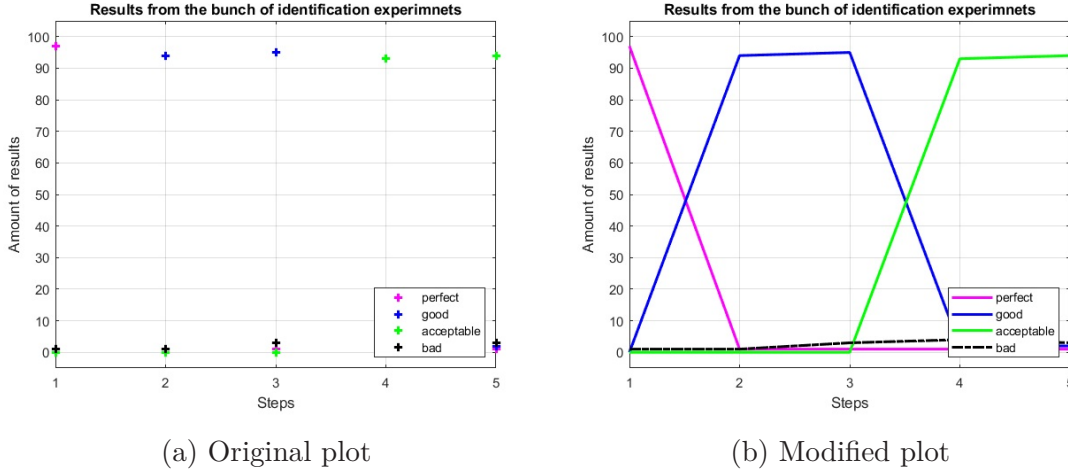 Results from the bunch of identification experimnets
100
90
80
70
60
50
40
30
20
10
0
Amount of results
perfect
good
acceptable
bad
1 2 3 4 5
Steps
(a) Original plot
Results from the bunch of identification experimnets
100
90
80
70
60
50
40
30
20
10
0
Amount of results
perfect
good
acceptable
bad
1 2 3 4 5
Steps
(b) Modified plot